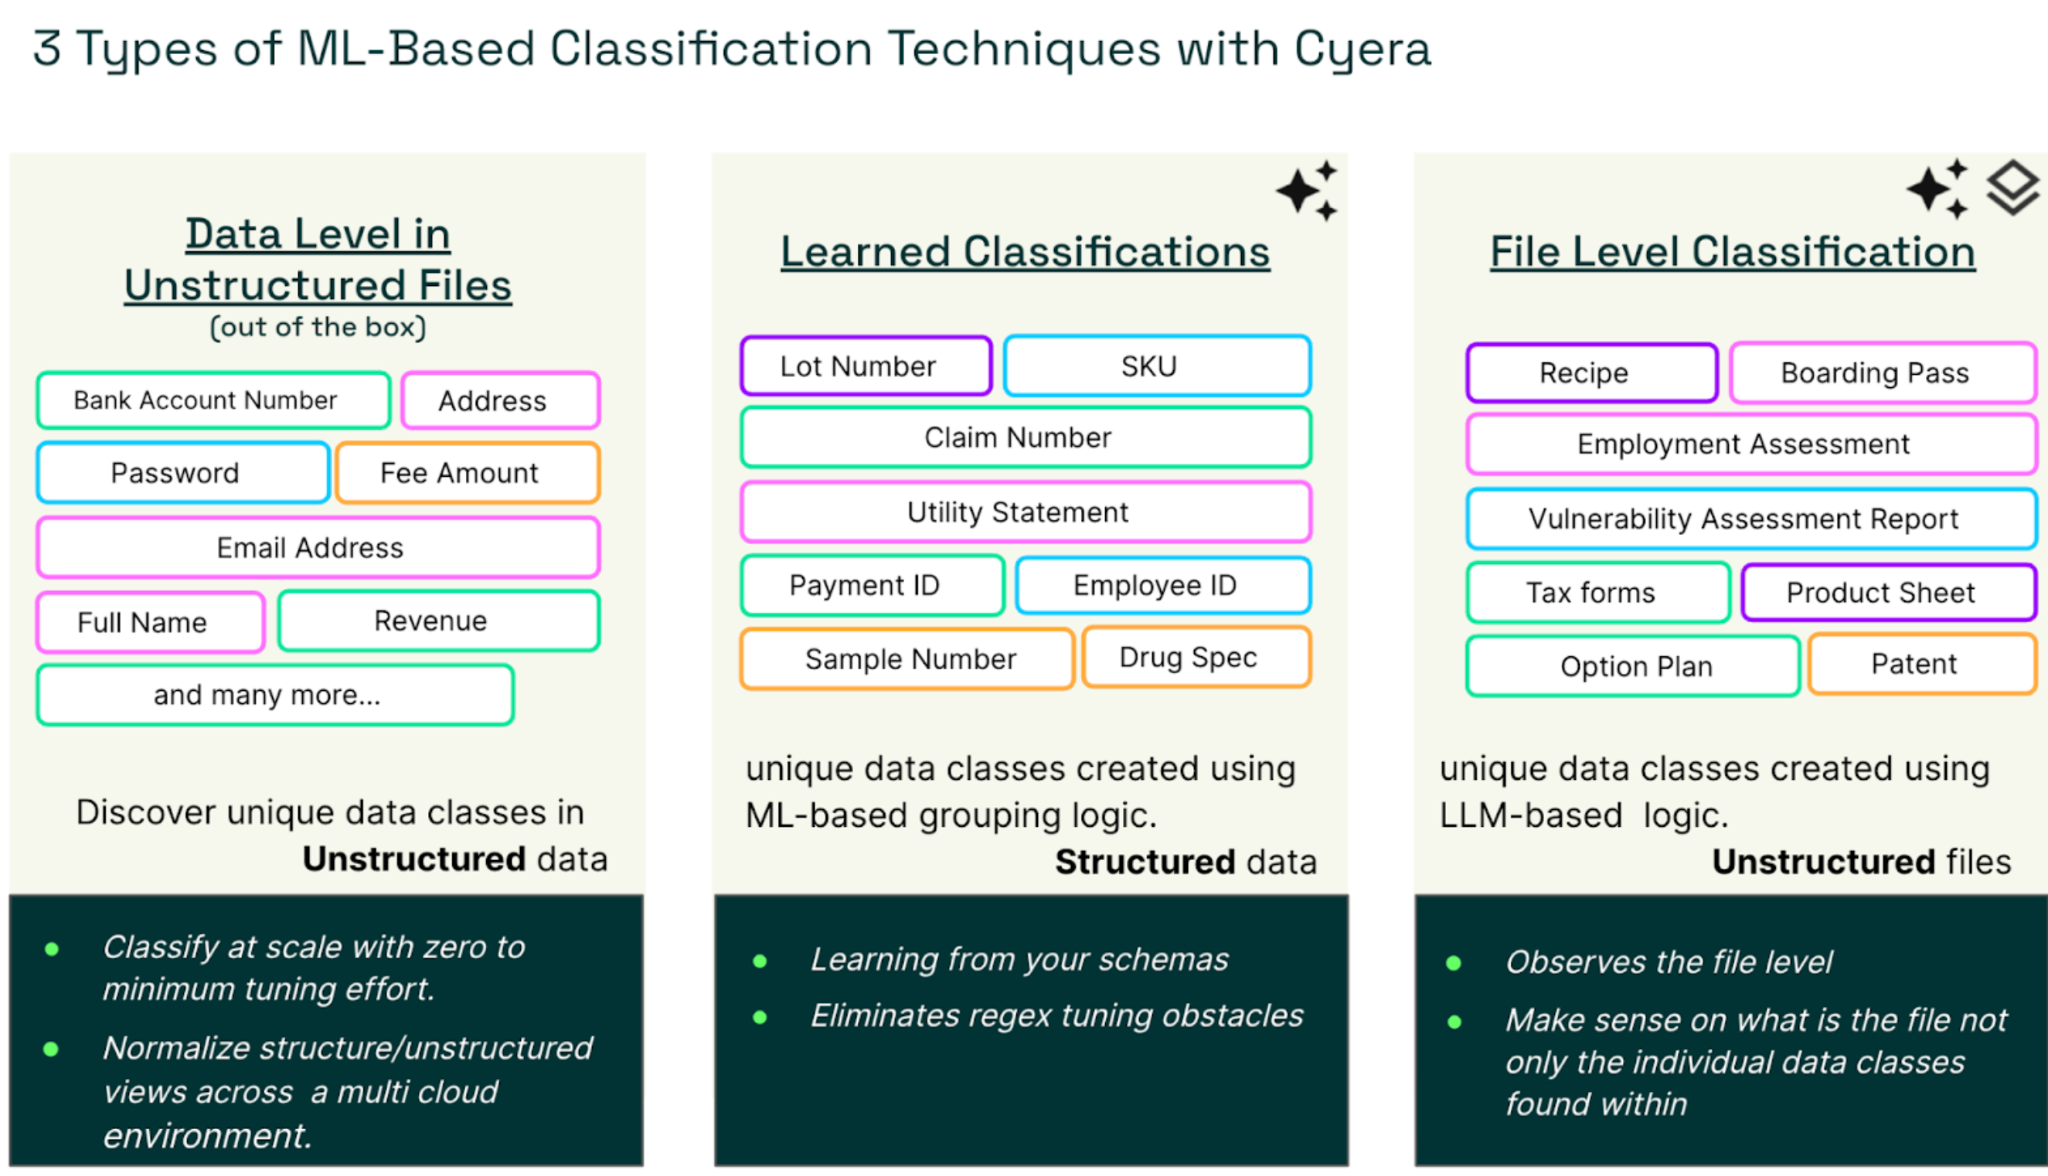 3 Types of ML-Based Classification Techniques with Cyera
Data Level in
Unstructured Files
(out of the box)
Bank Account Number
Address
Password
Fee Amount
Email Address
Full Name
Revenue
and many more...
Discover unique data classes in
Unstructured data
Classify at scale with zero to
minimum tuning effort.
Normalize structure/unstructured
views across a multi cloud
environment.
Learned Classifications
Lot Number
SKU
Claim Number
Utility Statement
Payment ID
Employee ID
Sample Number
Drug Spec
unique data classes created using
ML-based grouping logic.
Structured data
Learning from your schemas
Eliminates regex tuning obstacles
File Level Classification
Recipe
Boarding Pass
Employment Assessment
Vulnerability Assessment Report
Tax forms
Product Sheet
Option Plan
Patent
unique data classes created using
LLM-based logic.
Unstructured files
Observes the file level
Make sense on what is the file not
only the individual data classes
found within